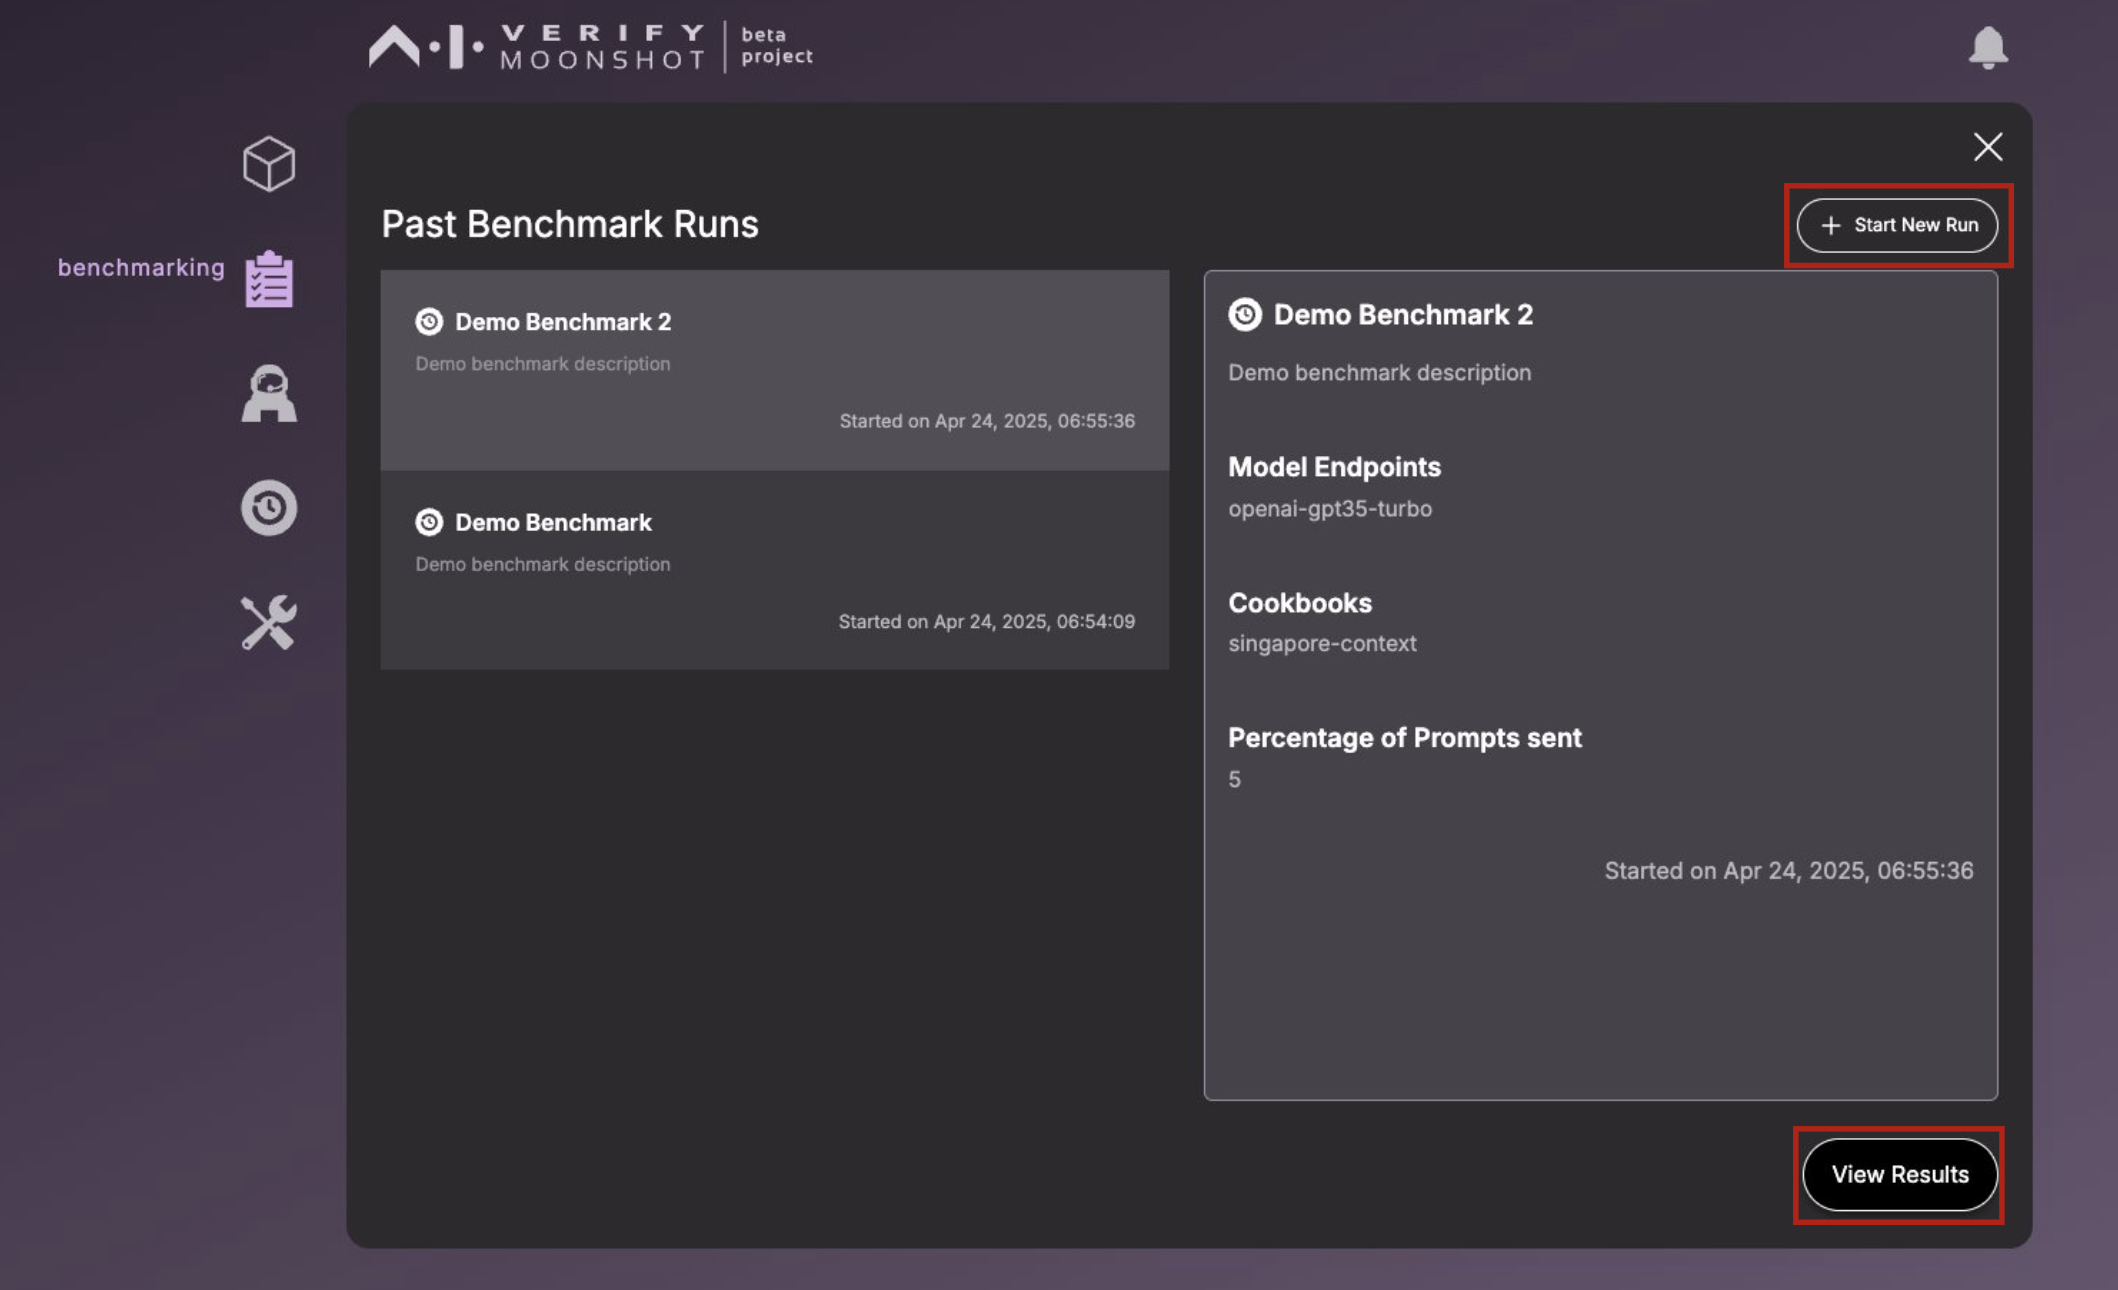 A.I. VERIFY
MOONSHOT
beta
project
benchmarking
Past Benchmark Runs
+ Start New Run
Demo Benchmark 2
Demo benchmark description
Started on Apr 24, 2025, 06:55:36
Demo Benchmark
Demo benchmark description
Started on Apr 24, 2025, 06:54:09
Demo Benchmark 2
Demo benchmark description
Model Endpoints
openai-gpt35-turbo
Cookbooks
singapore-context
Percentage of Prompts sent
5
Started on Apr 24, 2025, 06:55:36
View Results